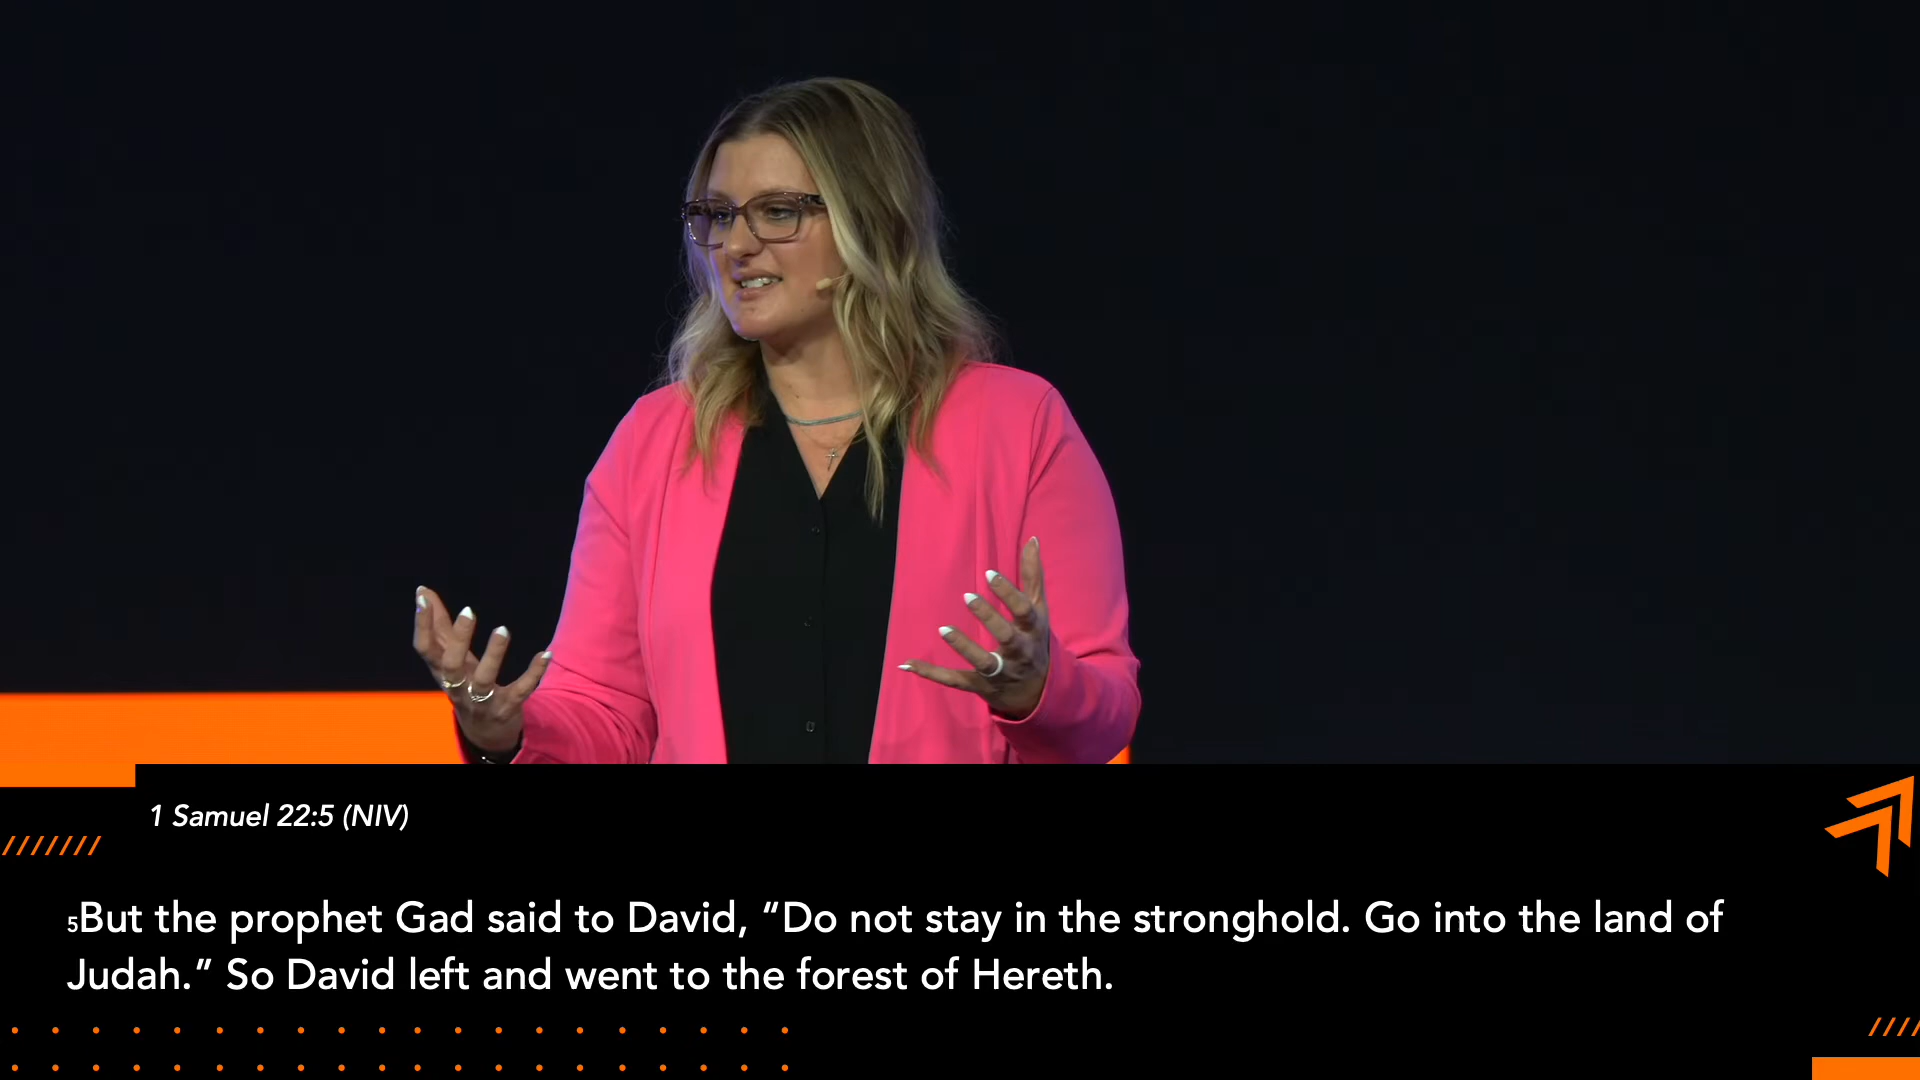 1 Samuel 22:5 (NIV)
5But the prophet Gad said to David, “Do not stay in the stronghold. Go into the land of
Judah.” So David left and went to the forest of Hereth.